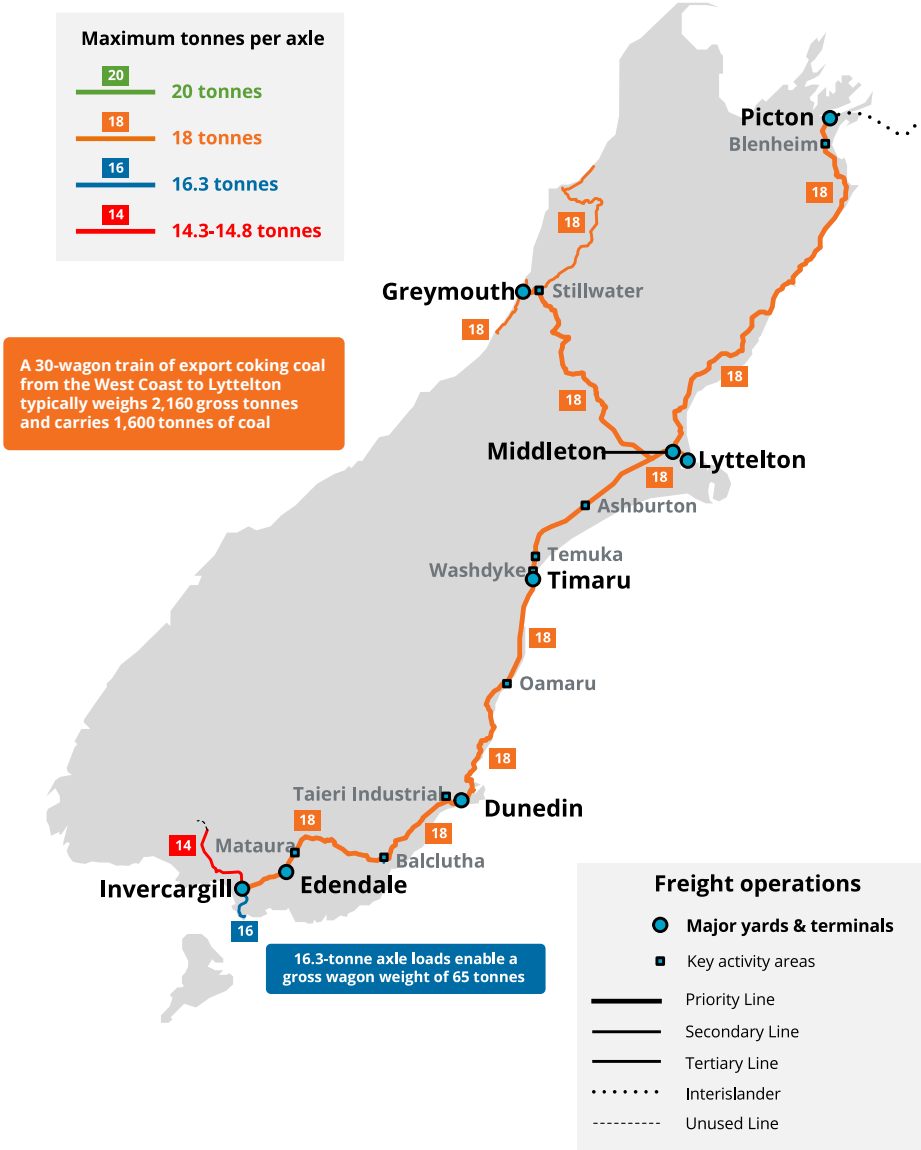 Maximum tonnes per axle
20
20 tonnes
18
18 tonnes
16
16.3 tonnes
14
14.3-14.8 tonnes
Picton
Blenheim
18
18
Greymouth
Stillwater
18
A 30-wagon train of export coking coal
from the West Coast to Lyttelton
typically weighs 2,160 gross tonnes
and carries 1,600 tonnes of coal
18
18
Middleton
Lyttelton
18
Ashburton
Temuka
Washdyke
Timaru
18
Oamaru
18
Taieri Industrial
Dunedin
18
18
14
Mataura
Balclutha
Invercargill
Edendale
16
16.3-tonne axle loads enable a
gross wagon weight of 65 tonnes
Freight operations
Major yards & terminals
Key activity areas
Priority Line
Secondary Line
Tertiary Line
Interislander
Unused Line